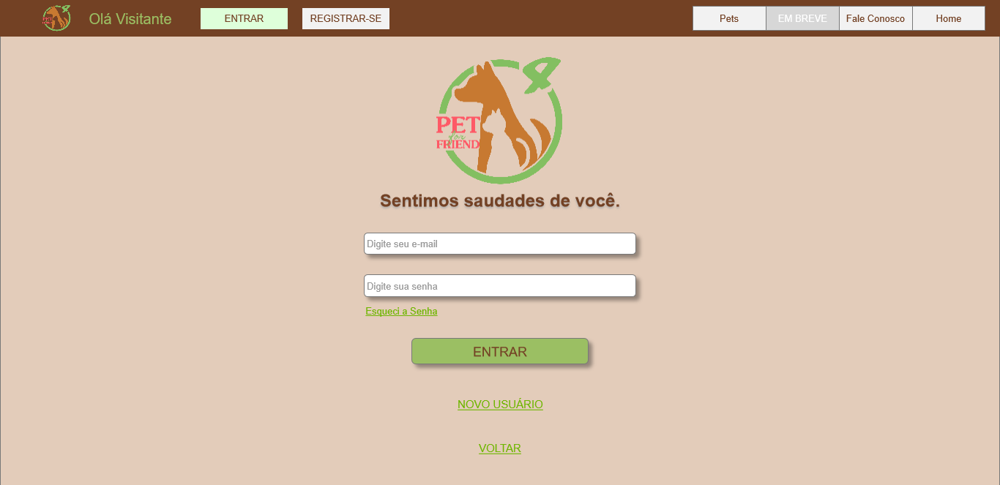 Olá Visitante
ENTRAR
REGISTRAR-SE
Pets
EM BREVE
Fale Conosco
Home
PET
for
FRIEND
Sentimos saudades de você.
Digite seu e-mail
Digite sua senha
Esqueci a Senha
ENTRAR
NOVO USUÁRIO
VOLTAR